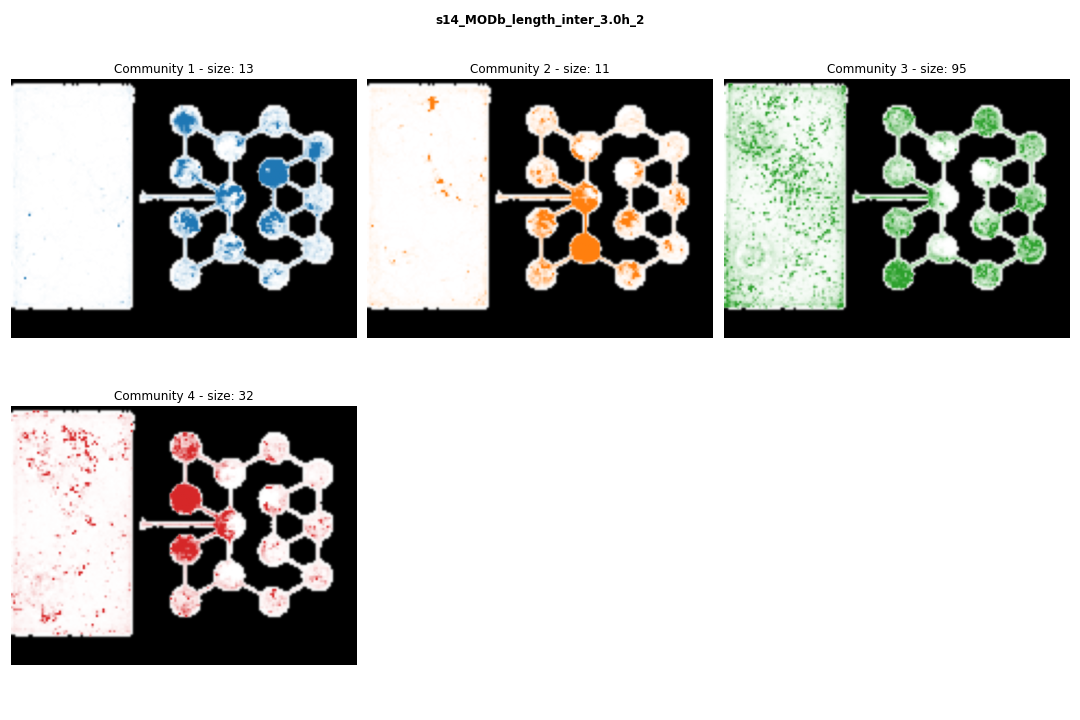 s14_MODb_length_inter_3.0h_2
Community 1 - size: 13
Community 2 - size: 11
Community 3 - size: 95
Community 4 - size: 32